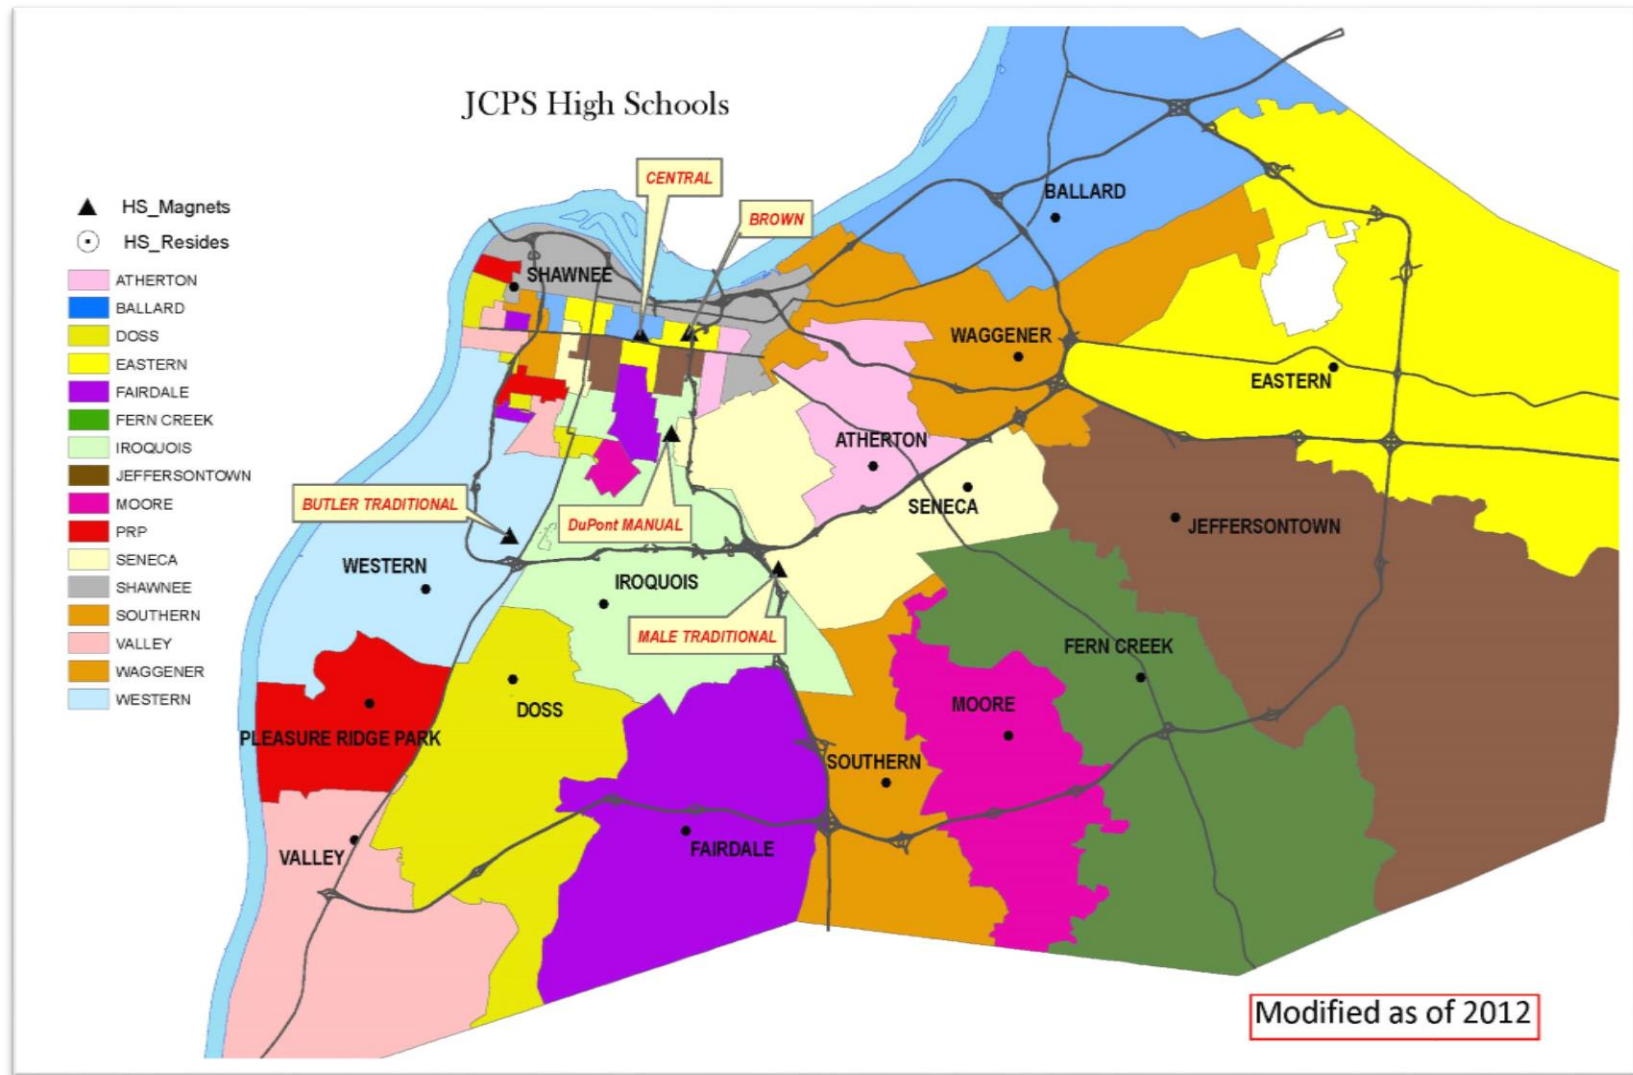 JCPS High Schools
HS_Magnets
HS_Resides
ATHERTON
BALLARD
DOSS
EASTERN
FAIRDALE
FERN CREEK
IROQUOIS
JEFFERSONTOWN
MOORE
PRP
SENECA
SHAWNEE
SOUTHERN
VALLEY
WAGGENER
WESTERN
CENTRAL
BROWN
BALLARD
SHAWNEE
WAGGENER
EASTERN
ATHERTON
BUTLER TRADITIONAL
SENECA
DuPont MANUAL
JEFFERSONTOWN
WESTERN
IROQUOIS
MALE TRADITIONAL
FERN CREEK
MOORE
DOSS
PLEASURE RIDGE PARK
SOUTHERN
FAIRDALE
VALLEY
Modified as of 2012